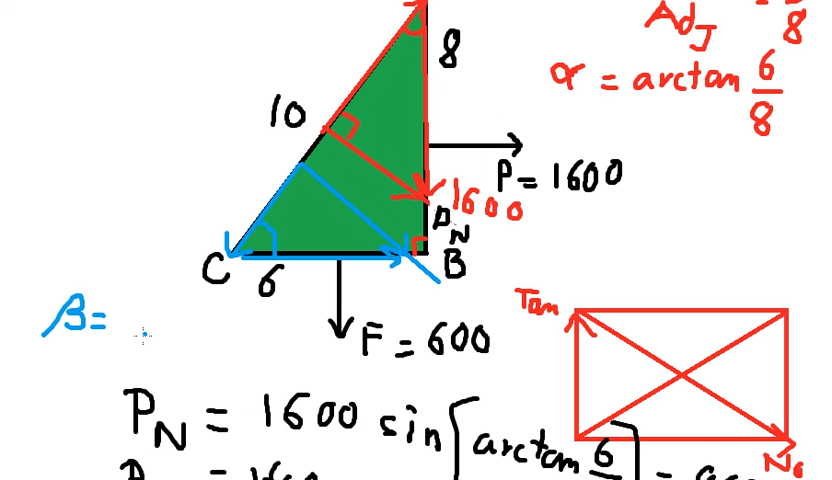 Adj = 
8
α = arctan 6/8
8
10
P = 1600
1600
P_N
C
6
B
Tan
β =
F = 600
P_N = 1600 sin [arctan 6
N
=